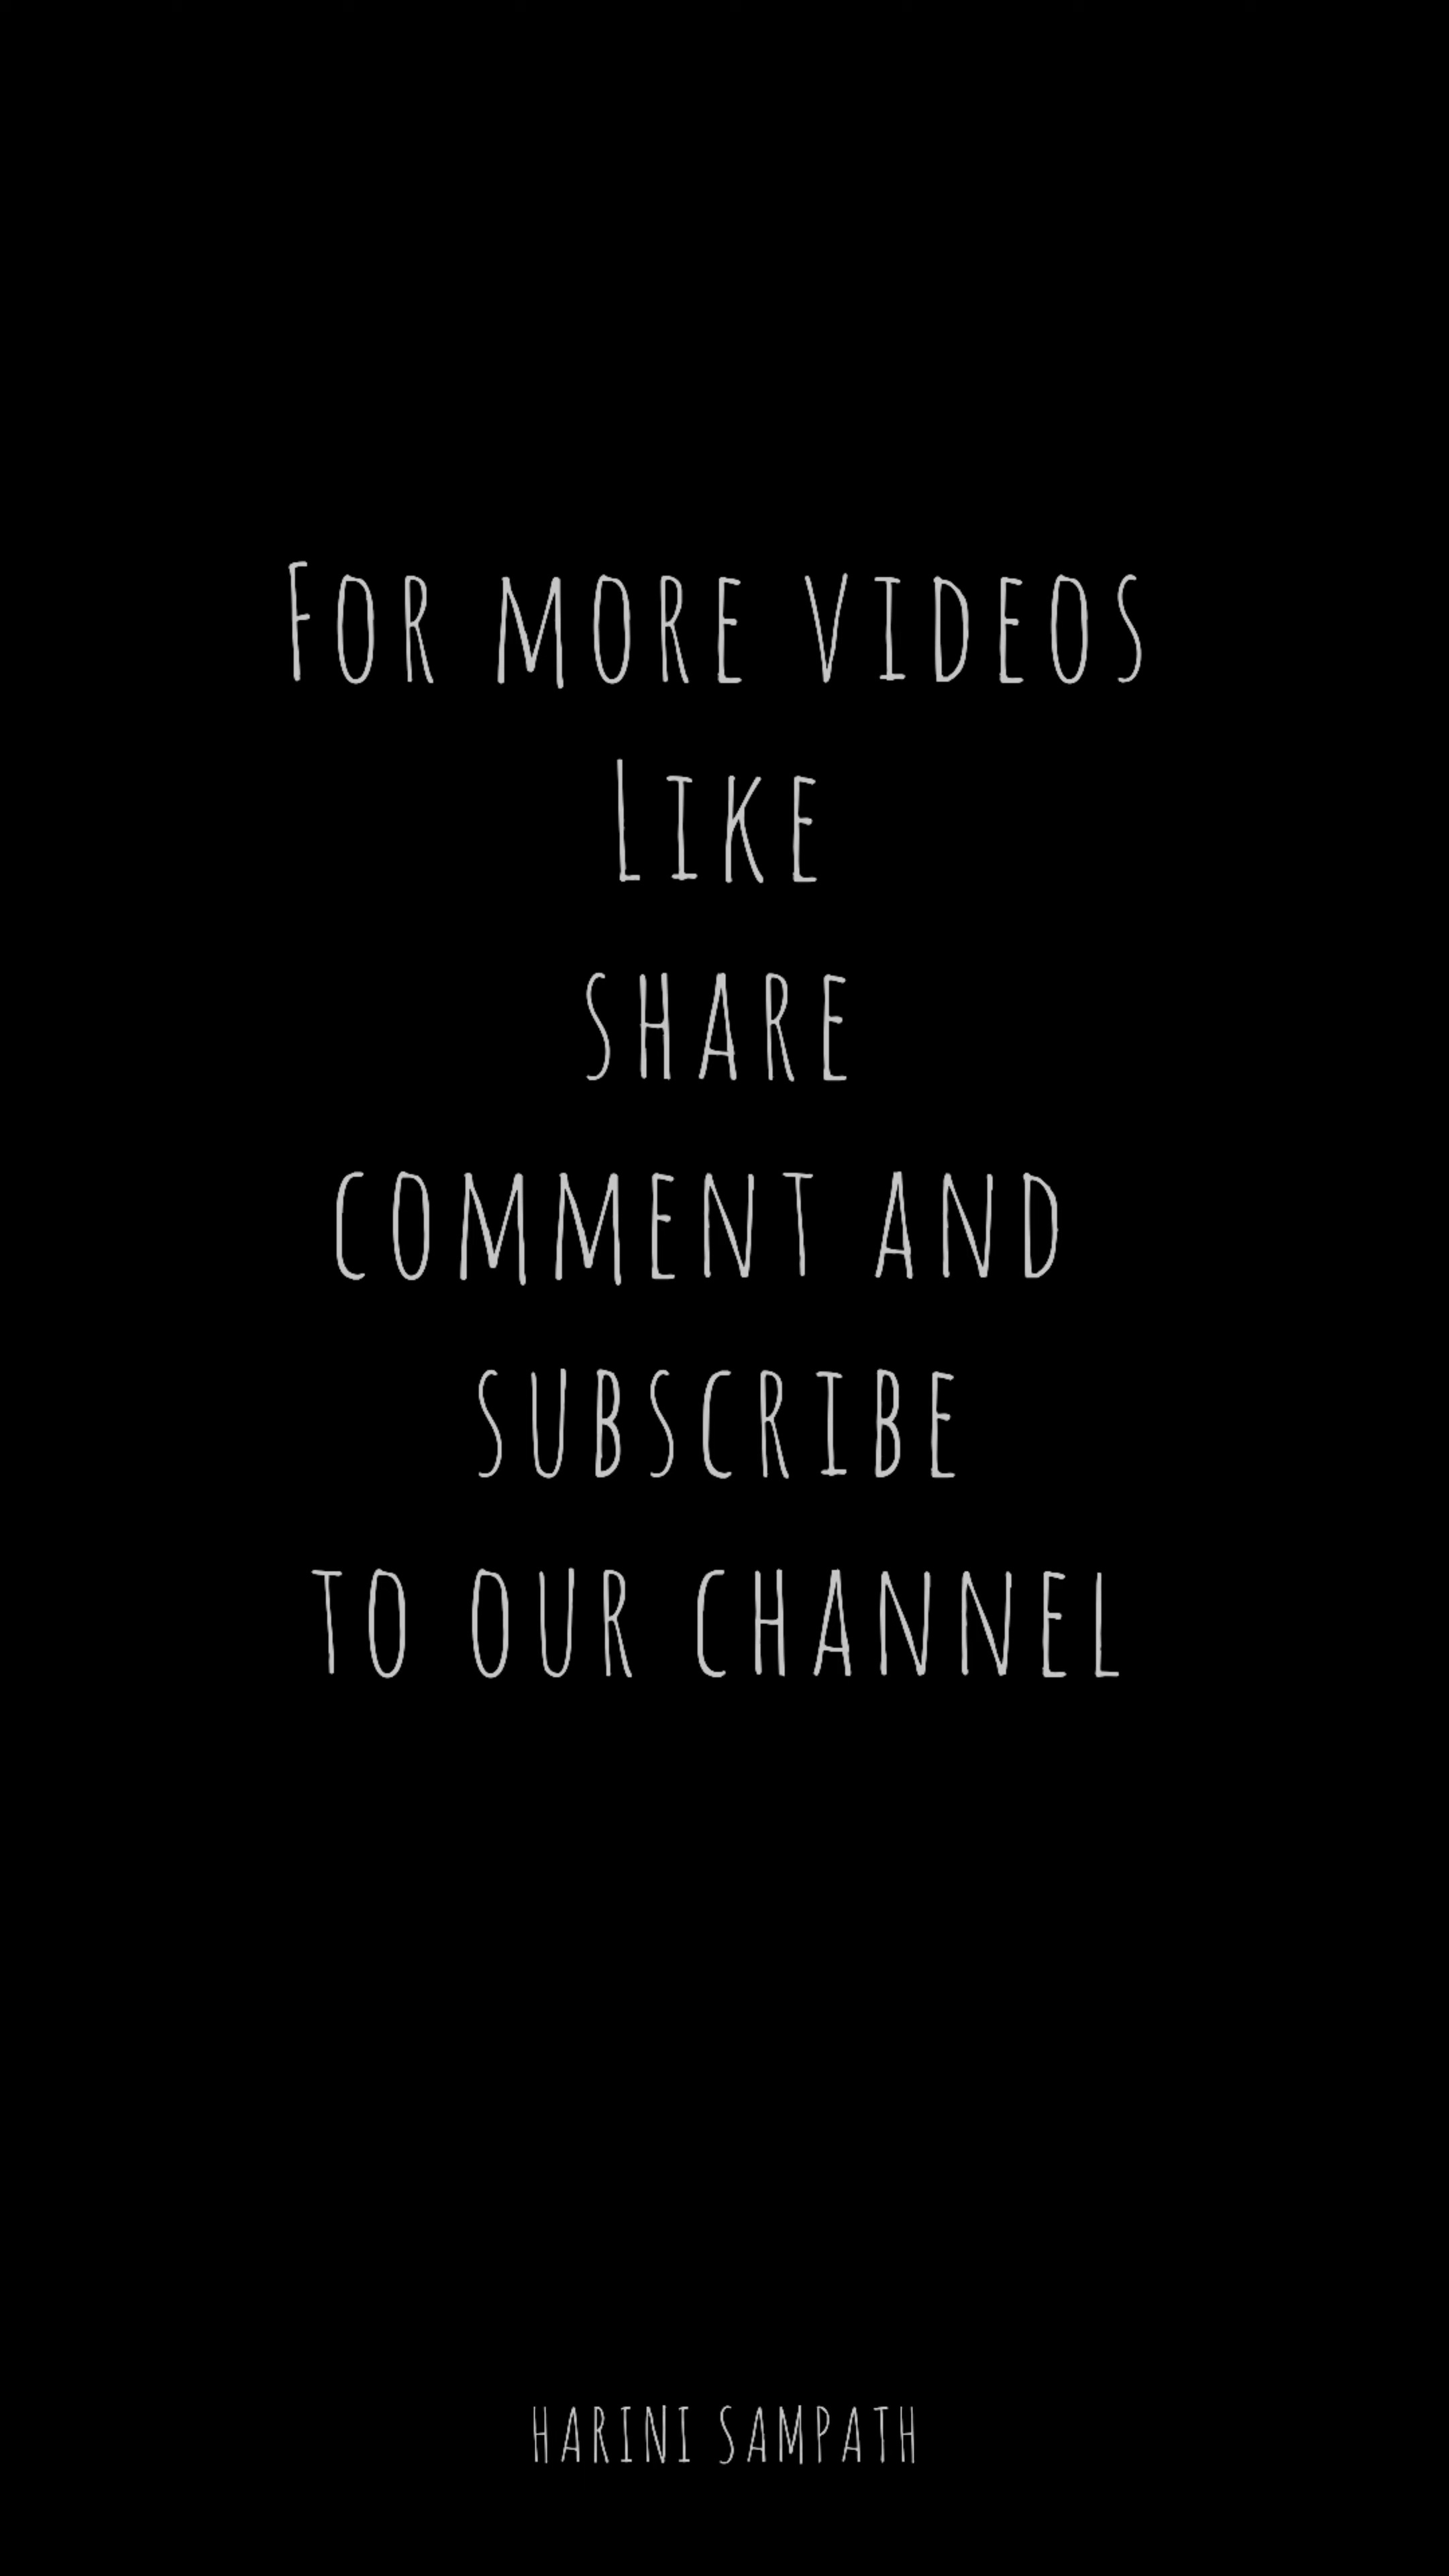 For more videos
Like
share
comment and
subscribe
to our channel
HARINI SAMPATH